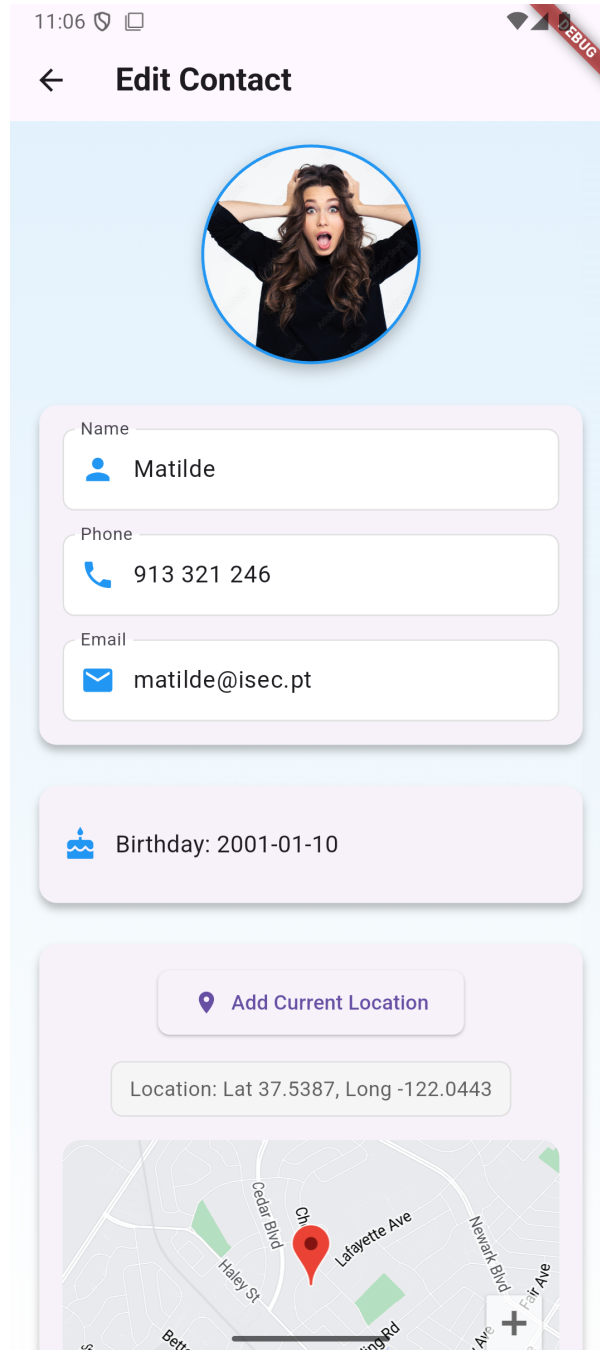 11:06
DEBUG
Edit Contact
Name
Matilde
Phone
913 321 246
Email
matilde@isec.pt
Birthday: 2001-01-10
Add Current Location
Location: Lat 37.5387, Long -122.0443
Cedar Blvd
Lafayette Ave
Newark Blvd
Haley St
Fair Ave
Rd
Ave